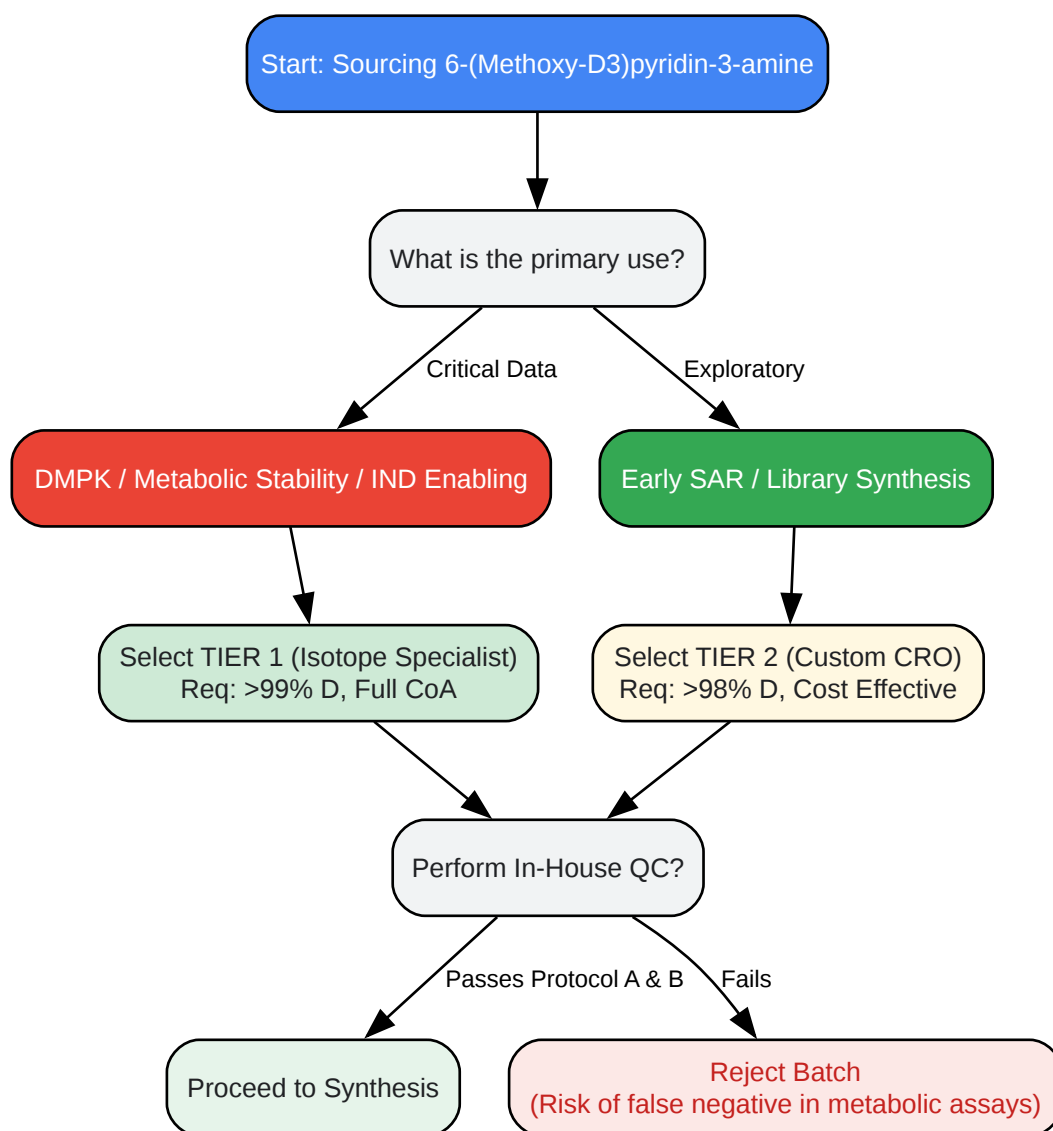 Start: Sourcing 6-(Methoxy-D3)pyridin-3-amine
What is the primary use?
Critical Data
Exploratory
DMPK / Metabolic Stability / IND Enabling
Early SAR / Library Synthesis
Select TIER 1 (Isotope Specialist)
Req: >99% D, Full CoA
Select TIER 2 (Custom CRO)
Req: >98% D, Cost Effective
Perform In-House QC?
Passes Protocol A & B
Fails
Proceed to Synthesis
Reject Batch
(Risk of false negative in metabolic assays)